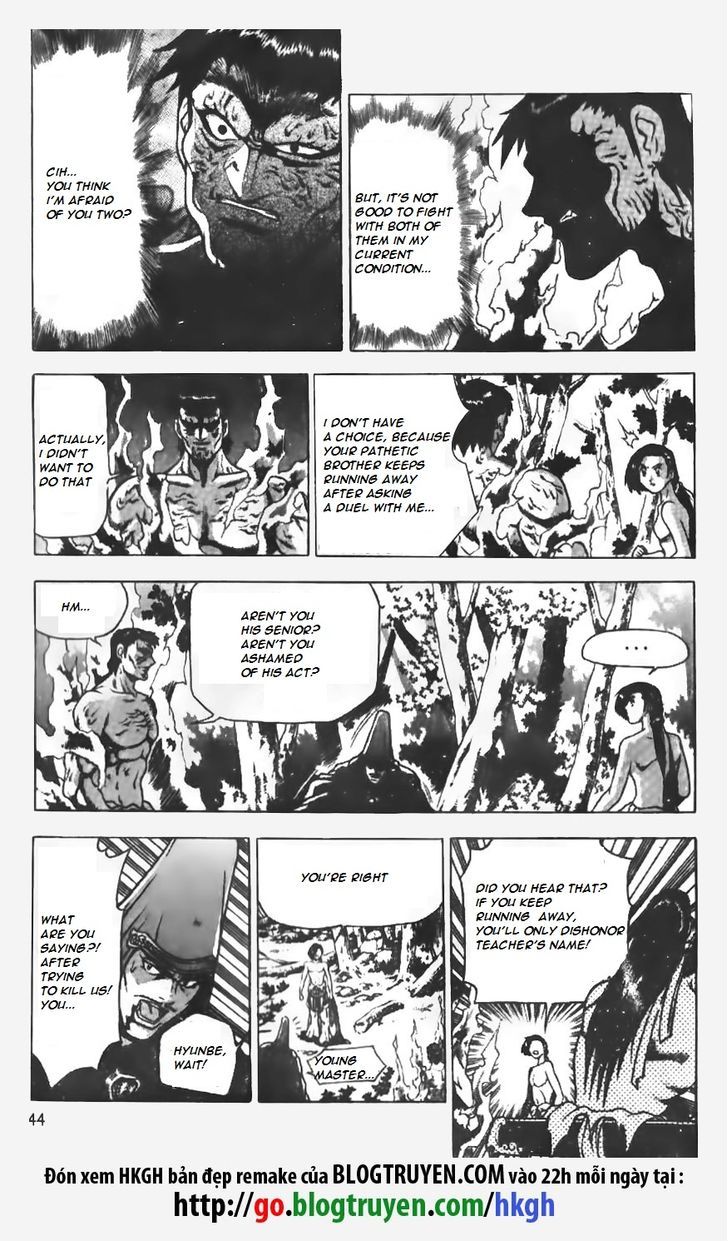 CIH...
YOU THINK
I'M AFRAID
OF YOU TWO?
BUT, IT'S NOT
GOOD TO FIGHT
WITH BOTH OF
THEM IN MY
CURRENT
CONDITION...
ACTUALLY,
I DIDN'T
WANT TO
DO THAT
I DON'T HAVE
A CHOICE, BECAUSE
YOUR PATHETIC
BROTHER KEEPS
RUNNING AWAY
AFTER ASKING
A DUEL WITH ME...
HM...
AREN'T YOU
HIS SENIOR?
AREN'T YOU
ASHAMED
OF HIS ACT?
...
WHAT
ARE YOU
SAYING?!
AFTER
TRYING
TO KILL US!
YOU...
HYUNBE,
WAIT!
YOU'RE RIGHT
YOUNG
MASTER...
DID YOU HEAR THAT?
IF YOU KEEP
RUNNING AWAY,
YOU'LL ONLY DISHONOR
TEACHER'S NAME!
44
Đón xem HKGH bản đẹp remake của BLOGTRUYEN.COM vào 22h mỗi ngày tại :
http://go.blogtruyen.com/hkgh